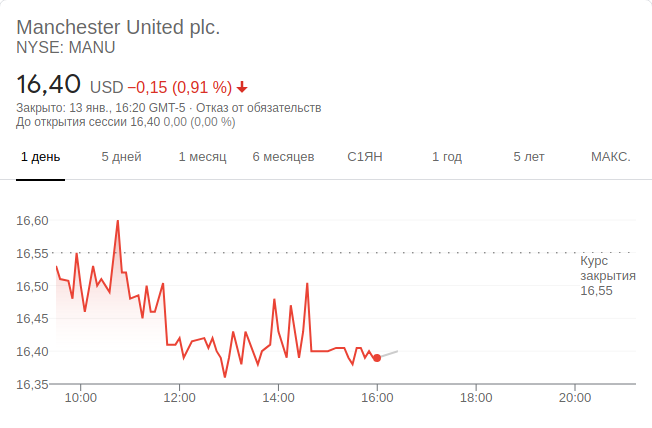 Manchester United plc.
NYSE: MANU
16,40 USD −0,15 (0,91 %)
Закрыто: 13 янв., 16:20 GMT-5 · Отказ от обязательств
До открытия сессии 16,40 0,00 (0,00 %)
1 день 5 дней 1 месяц 6 месяцев С1ЯН 1 год 5 лет МАКС.
16,60
16,55
Курс
закрытия
16,55
16,50
16,45
16,40
16,35
10:00 12:00 14:00 16:00 18:00 20:00